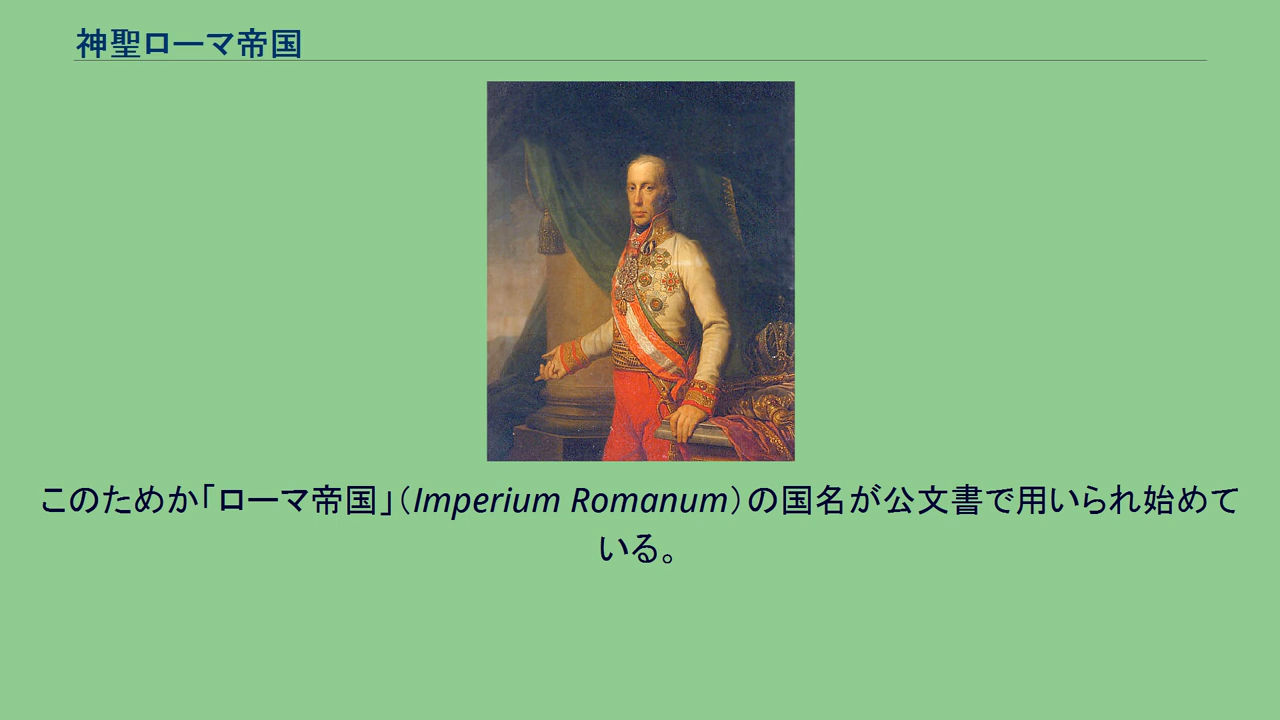 神聖ローマ帝国
このためか「ローマ帝国」（Imperium Romanum）の国名が公文書で用いられ始めて
いる。